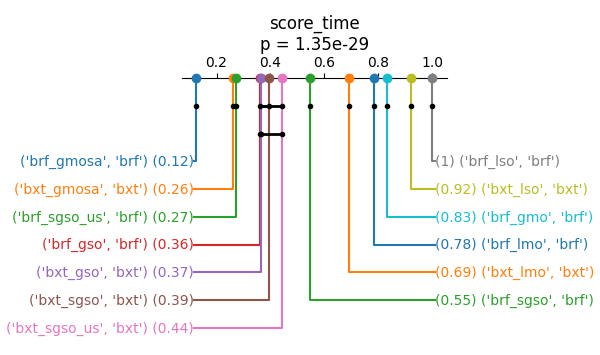 score_time
p = 1.35e-29
0.2 0.4 0.6 0.8 1.0
('brf_gmosa', 'brf') (0.12) (1) ('brf_lso', 'brf')
('bxt_gmosa', 'bxt') (0.26) (0.92) ('bxt_lso', 'bxt')
('brf_sgso_us', 'brf') (0.27) (0.83) ('brf_gmo', 'brf')
('brf_gso', 'brf') (0.36) (0.78) ('brf_lmo', 'brf')
('bxt_gso', 'bxt') (0.37) (0.69) ('bxt_lmo', 'bxt')
('bxt_sgso', 'bxt') (0.39) (0.55) ('brf_sgso', 'brf')
('bxt_sgso_us', 'bxt') (0.44)